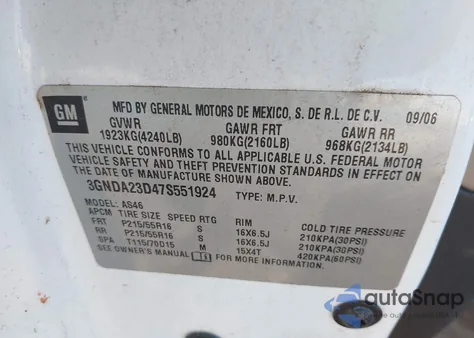 GM
MFD BY GENERAL MOTORS DE MEXICO, S. DE R.L. DE C.V. 09/06
GVWR GAWR FRT GAWR RR
1923KG(4240LB) 980KG(2160LB) 968KG(2134LB)
THIS VEHICLE CONFORMS TO ALL APPLICABLE U.S. FEDERAL MOTOR
VEHICLE SAFETY AND THEFT PREVENTION STANDARDS IN EFFECT ON
THE DATE OF MANUFACTURE SHOWN ABOVE.
3GNDA23D47S551924 TYPE: M.P.V.
MODEL: AS46
APCM TIRE SIZE SPEED RTG RIM COLD TIRE PRESSURE
FRT P215/55R16 S 16X6.5J 210KPA(30PSI)
RR P215/55R16 S 16X6.5J 210KPA(30PSI)
SPA T115/70D15 M 15X4T 420KPA(60PSI)
SEE OWNER'S MANUAL FOR MORE INFORMATION.
autoSnap